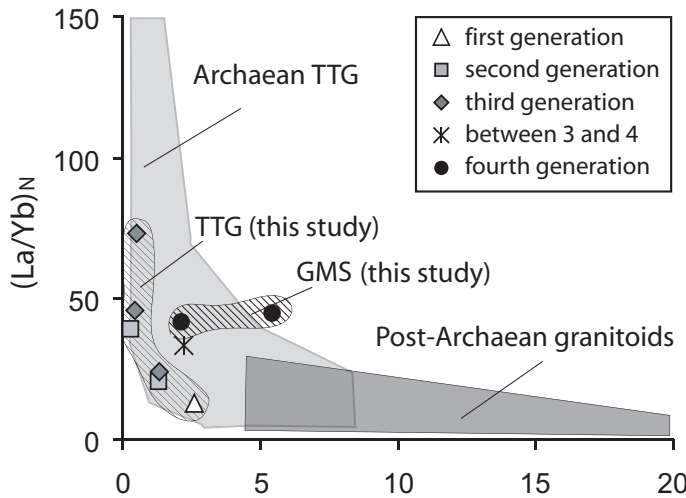 150
100
50
0
(La/Yb)N
0
5
10
15
20
Archaean TTG
TTG (this study)
GMS (this study)
Post-Archaean granitoids
first generation
second generation
third generation
between 3 and 4
fourth generation